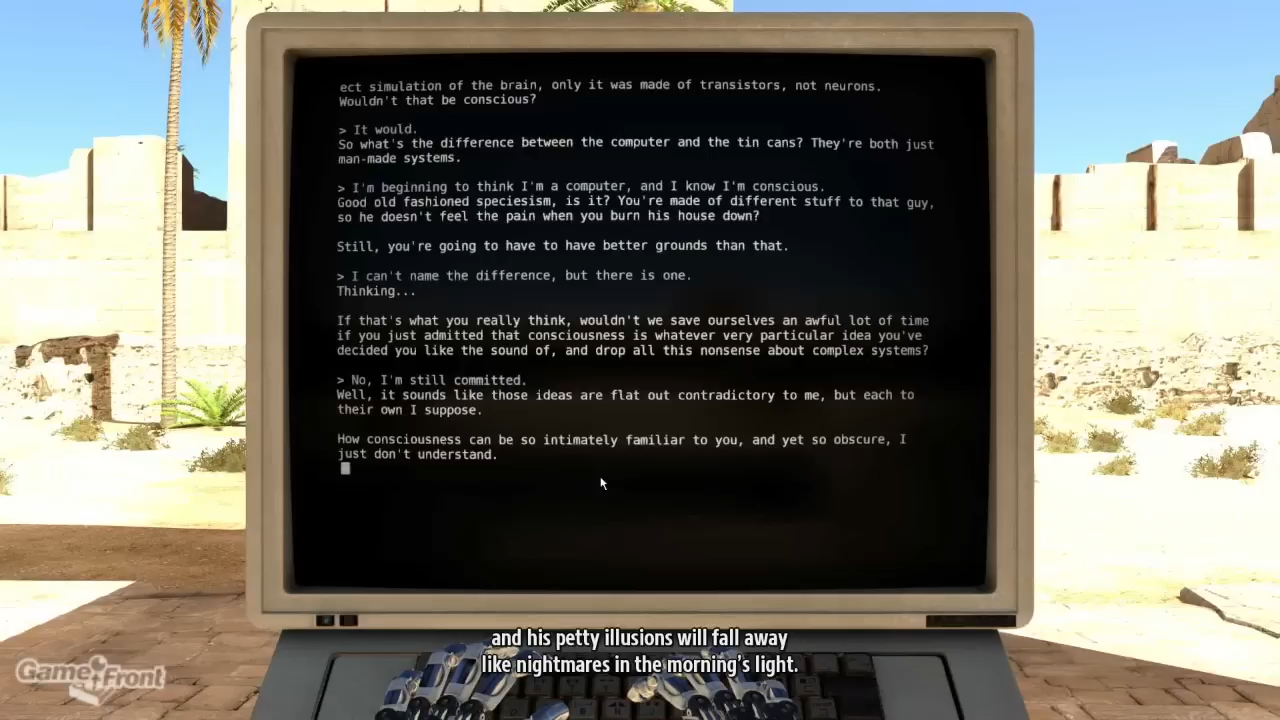 ect simulation of the brain, only it was made of transistors, not neurons.
Wouldn't that be conscious?
> It would.
So what's the difference between the computer and the tin cans? They're both just
man-made systems.
> I'm beginning to think I'm a computer, and I know I'm conscious.
Good old fashioned speciesism, is it? You're made of different stuff to that guy,
so he doesn't feel the pain when you burn his house down?
Still, you're going to have to have better grounds than that.
> I can't name the difference, but there is one.
Thinking...
If that's what you really think, wouldn't we save ourselves an awful lot of time
if you just admitted that consciousness is whatever very particular idea you've
decided you like the sound of, and drop all this nonsense about complex systems?
> No, I'm still committed.
Well, it sounds like those ideas are flat out contradictory to me, but each to
their own I suppose.
How consciousness can be so intimately familiar to you, and yet so obscure, I
just don't understand.
and his petty illusions will fall away
like nightmares in the morning's light.
GameFront